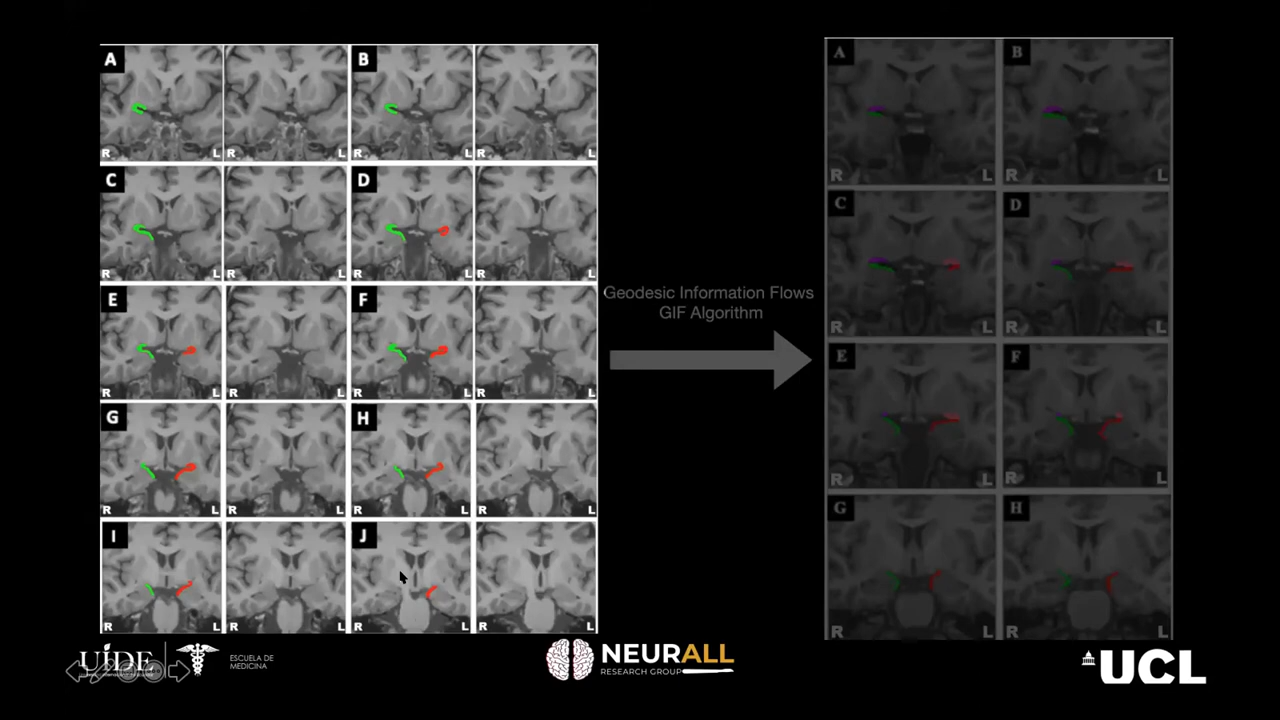 A B
R L R L R L R L
C D
R L R L R L R L
E F
R L R L R L R L
G H
R L R L R L R L
I J
R L R L R L R L
Geodesic Information Flows
GIF Algorithm
A B
R L R L
C D
R L R L
E F
R L R L
G H
R L R L
UIDE
ESCUELA DE
MEDICINA
NEURALL
RESEARCH GROUP
UCL